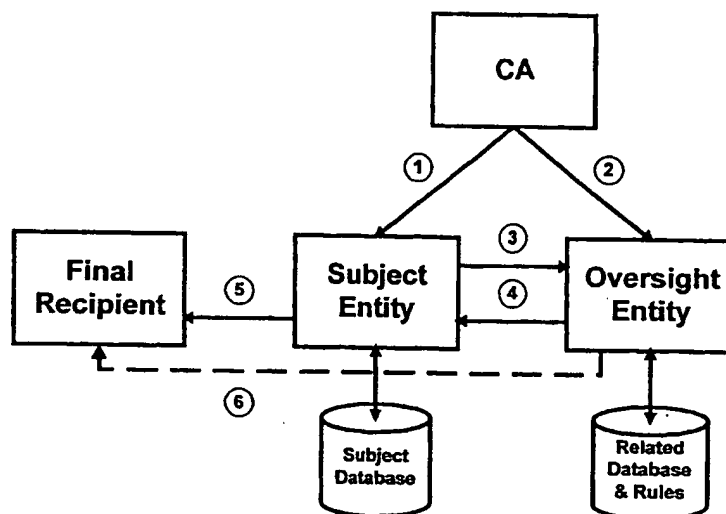 CA
①
②
③
Final
Recipient
⑤
Subject
Entity
④
Oversight
Entity
⑥
Subject
Database
Related
Database
& Rules